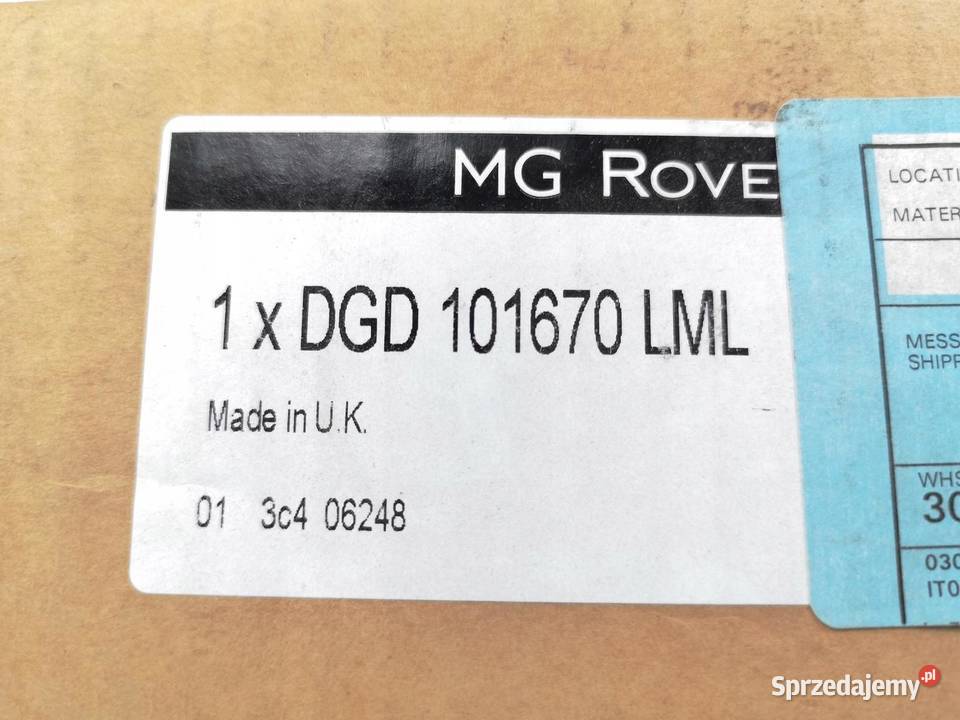 MG ROVE
1 x DGD 101670 LML
Made in U.K.
01 3c4 06248
LOCATI
MATER
MESS
SHIPP
WHS
30
030
IT0
Sprzedajemy.pl